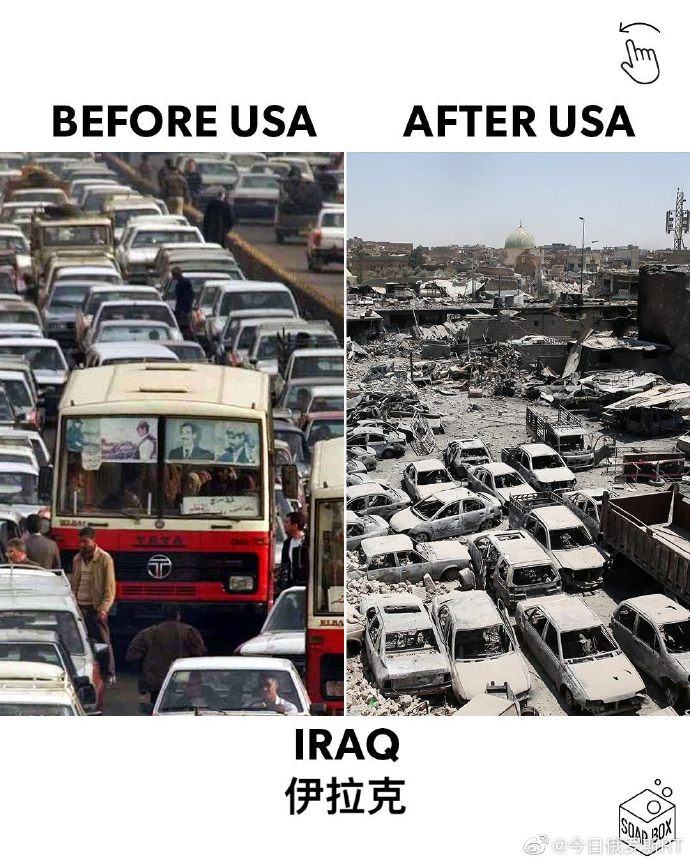 BEFORE USA
AFTER USA
TATA
IRAQ
伊拉克
SOAP BOX
@今日俄罗斯RT